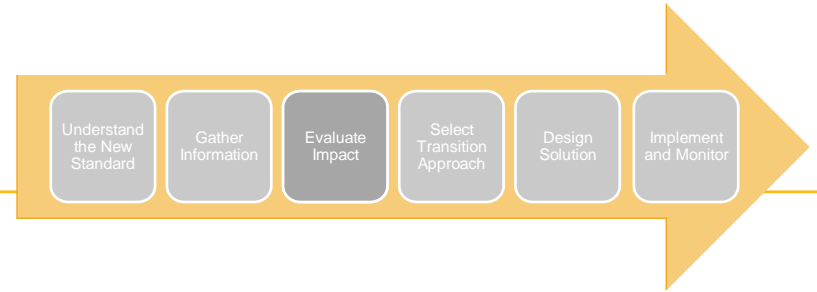 Understand
the New
Standard
Gather
Information
Evaluate
Impact
Select
Transition
Approach
Design
Solution
Implement
and Monitor